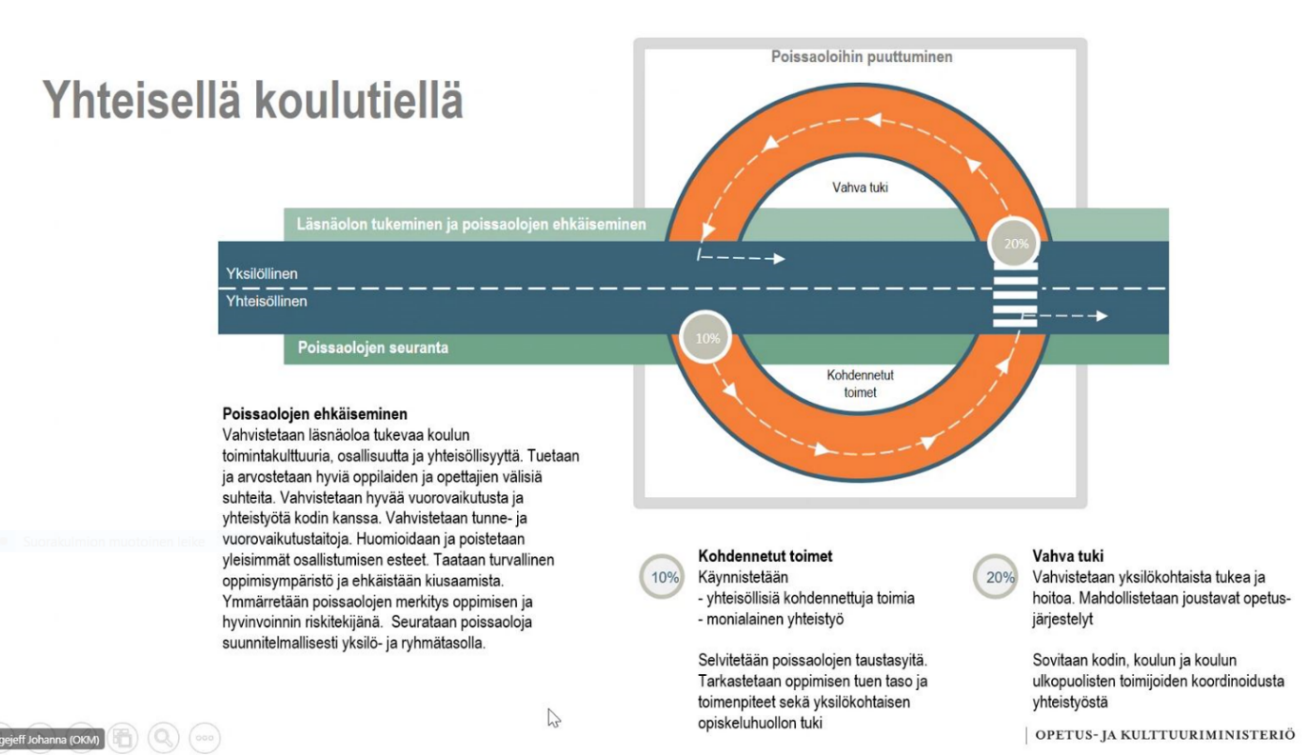 Yhteisellä koulutiellä
Poissaoloihin puuttuminen
Vahva tuki
Läsnäolon tukeminen ja poissaolojen ehkäiseminen
20%
Yksilöllinen
Yhteisöllinen
10%
Poissaolojen seuranta
Kohdennetut
toimet
Poissaolojen ehkäiseminen
Vahvistetaan läsnäoloa tukevaa koulun
toimintakulttuuria, osallisuutta ja yhteisöllisyyttä. Tuetaan
ja arvostetaan hyviä oppilaiden ja opettajien välisiä
suhteita. Vahvistetaan hyvää vuorovaikutusta ja
yhteistyötä kodin kanssa. Vahvistetaan tunne- ja
vuorovaikutustaitoja. Huomioidaan ja poistetaan
yleisimmät osallistumisen esteet. Taataan turvallinen
oppimisympäristö ja ehkäistään kiusaamista.
Ymmärretään poissaolojen merkitys oppimisen ja
hyvinvoinnin riskitekijänä. Seurataan poissaoloja
suunnitelmallisesti yksilö- ja ryhmätasolla.
10%
Kohdennetut toimet
Käynnistetään
- yhteisöllisiä kohdennettuja toimia
- monialainen yhteistyö
Selvitetään poissaolojen taustasyitä.
Tarkastetaan oppimisen tuen taso ja
toimenpiteet sekä yksilökohtaisen
opiskeluhuollon tuki
20%
Vahva tuki
Vahvistetaan yksilökohtaista tukea ja
hoitoa. Mahdollistetaan joustavat opetus-
järjestelyt
Sovitaan kodin, koulun ja koulun
ulkopuolisten toimijoiden koordinoidusta
yhteistyöstä
gejeff Johanna (OKM)
OPETUS- JA KULTTUURIMINISTERIÖ